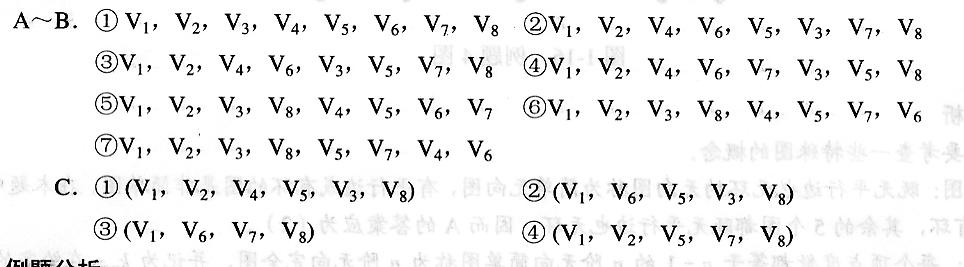 A～B. ①V₁，V₂，V₃，V₄，V₅，V₆，V₇，V₈ ②V₁，V₂，V₄，V₆，V₅，V₃，V₇，V₈
③V₁，V₂，V₄，V₆，V₃，V₅，V₇，V₈ ④V₁，V₂，V₄，V₆，V₇，V₃，V₅，V₈
⑤V₁，V₂，V₃，V₈，V₄，V₅，V₆，V₇ ⑥V₁，V₂，V₃，V₈，V₄，V₅，V₇，V₆
⑦V₁，V₂，V₃，V₈，V₅，V₇，V₄，V₆
C. ①(V₁，V₂，V₄，V₅，V₃，V₈) ②(V₁，V₆，V₅，V₃，V₈)
③(V₁，V₆，V₇，V₈) ④(V₁，V₂，V₅，V₇，V₈)
例题分析